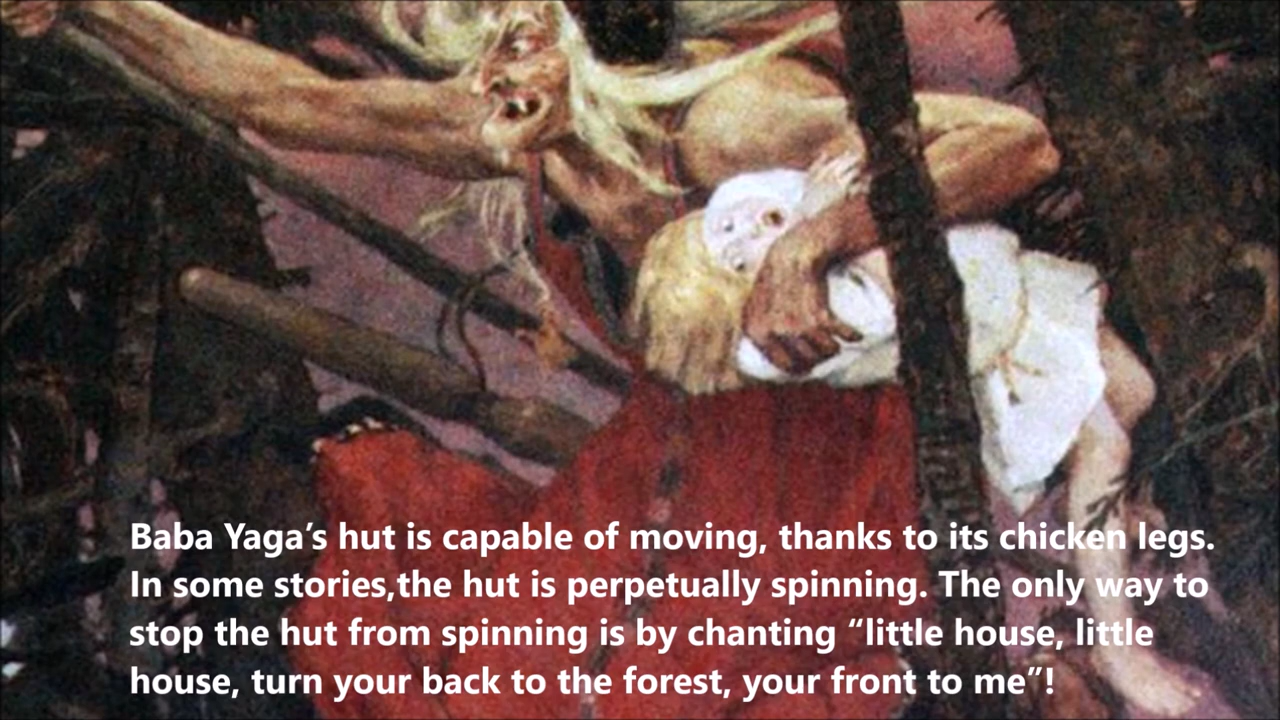 Baba Yaga’s hut is capable of moving, thanks to its chicken legs.
In some stories,the hut is perpetually spinning. The only way to
stop the hut from spinning is by chanting “little house, little
house, turn your back to the forest, your front to me”!